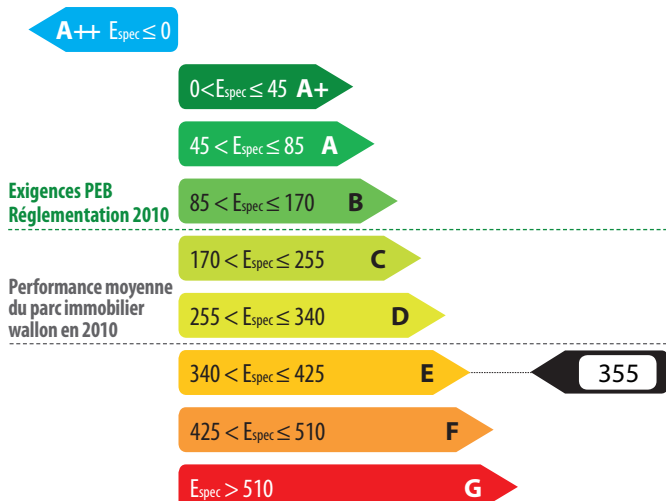 A++ Espec ≤ 0
0 < Espec ≤ 45 A+
45 < Espec ≤ 85 A
Exigences PEB
Réglementation 2010
85 < Espec ≤ 170 B
170 < Espec ≤ 255 C
Performance moyenne
du parc immobilier
wallon en 2010
255 < Espec ≤ 340 D
340 < Espec ≤ 425 E
355
425 < Espec ≤ 510 F
Espec > 510 G